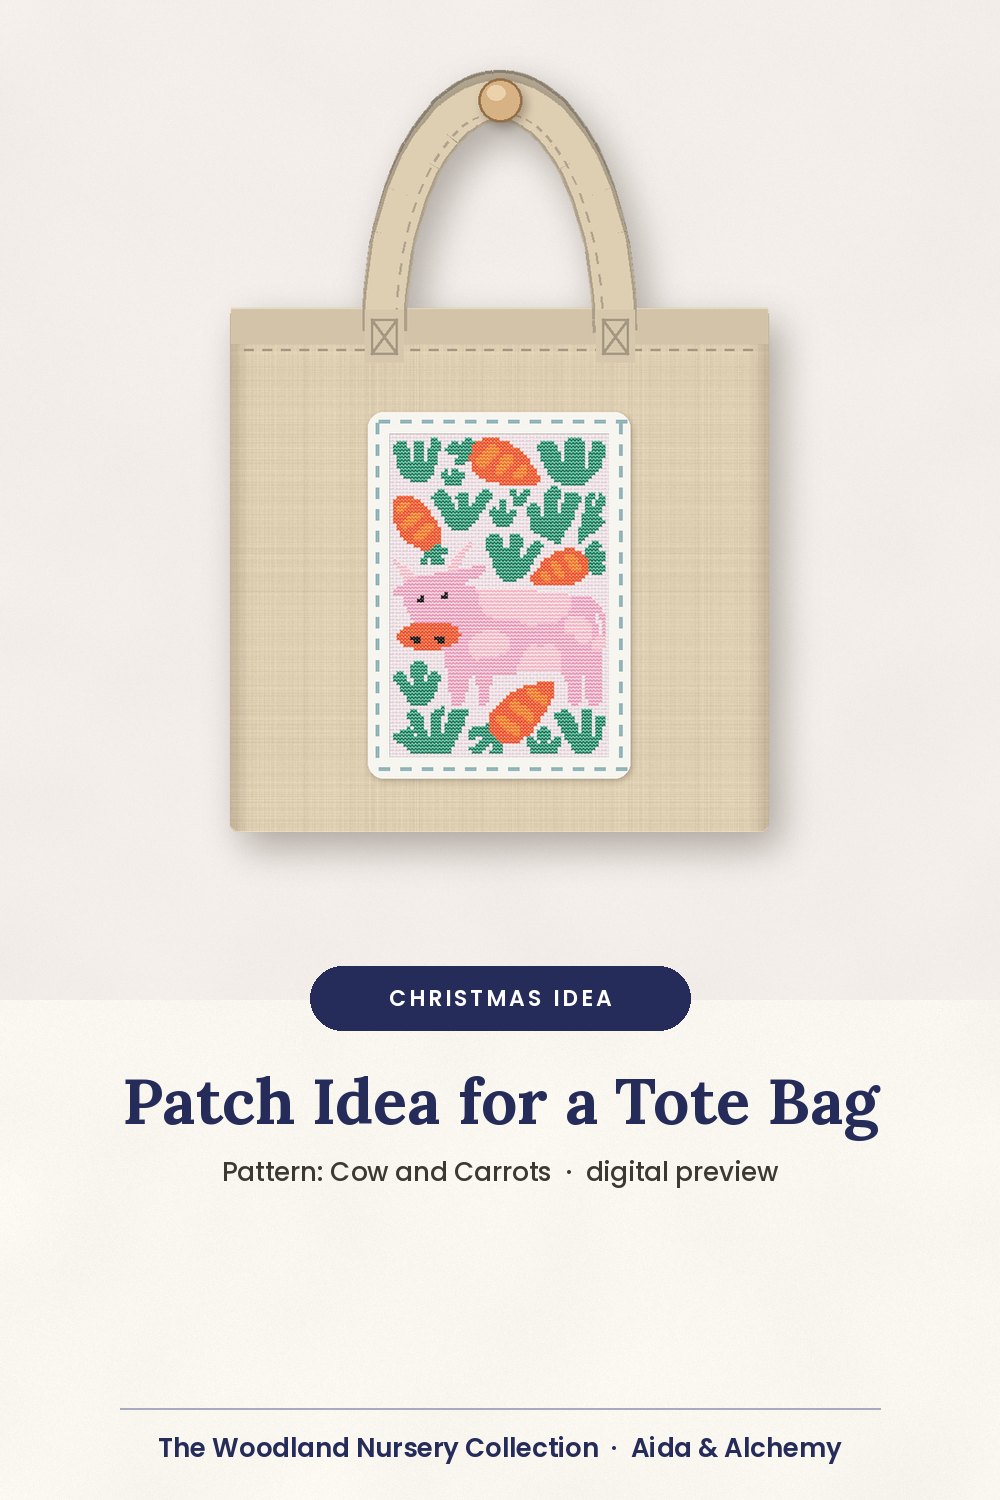 CHRISTMAS IDEA
Patch Idea for a Tote Bag
Pattern: Cow and Carrots · digital preview
The Woodland Nursery Collection · Aida & Alchemy